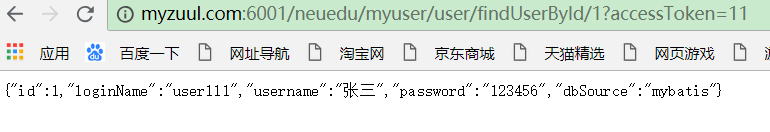 myzuul.com:6001/neuedu/myuser/user/findUserById/1?accessToken=11
应用 百度一下 网址导航 淘宝网 京东商城 天猫精选 网页游戏
{"id":1,"loginName":"user111","username":"张三","password":"123456","dbSource":"mybatis"}